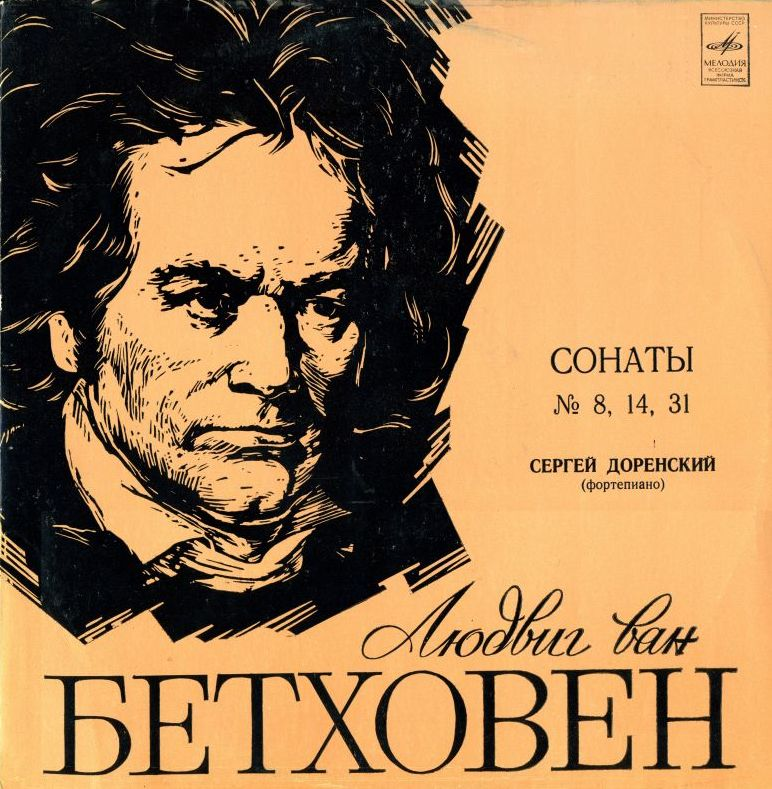 МИНИСТЕРСТВО
КУЛЬТУРЫ СССР
МЕЛОДИЯ
ВСЕСОЮЗНАЯ
ФИРМА
ГРАМПЛАСТИНОК
СОНАТЫ
№ 8, 14, 31
СЕРГЕЙ ДОРЕНСКИЙ
(фортепиано)
Людвиг ван
БЕТХОВЕН